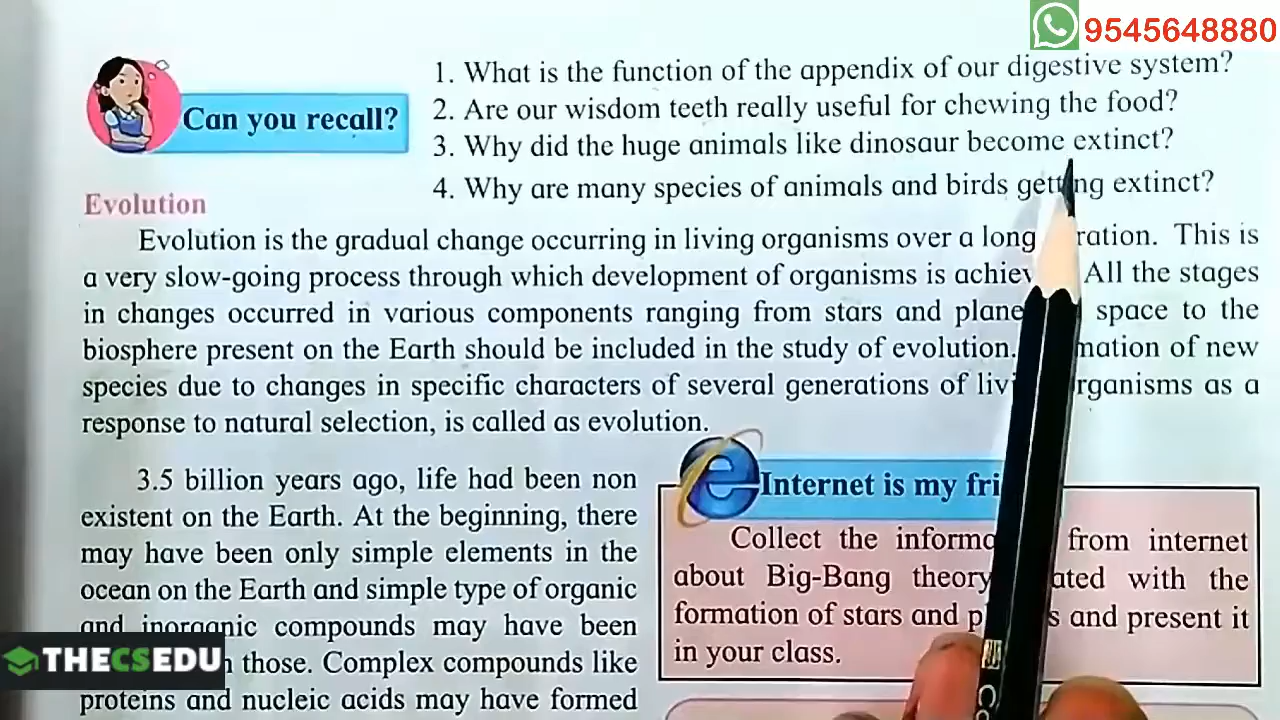 9545648880
Can you recall?
1. What is the function of the appendix of our digestive system?
2. Are our wisdom teeth really useful for chewing the food?
3. Why did the huge animals like dinosaur become extinct?
4. Why are many species of animals and birds getting extinct?
Evolution
Evolution is the gradual change occurring in living organisms over a long This is
a very slow-going process through which development of organisms is All the stages
in changes occurred in various components ranging from stars and space to the
biosphere present on the Earth should be included in the study of evolution. of new
species due to changes in specific characters of several generations of as a
response to natural selection, is called as evolution.
3.5 billion years ago, life had been non
existent on the Earth. At the beginning, there
may have been only simple elements in the
ocean on the Earth and simple type of organic
and inorganic compounds may have been
those. Complex compounds like
proteins and nucleic acids may have formed
Internet is my
Collect the from internet
about Big-Bang theory with the
formation of stars and and present it
in your class.
THECSEDU